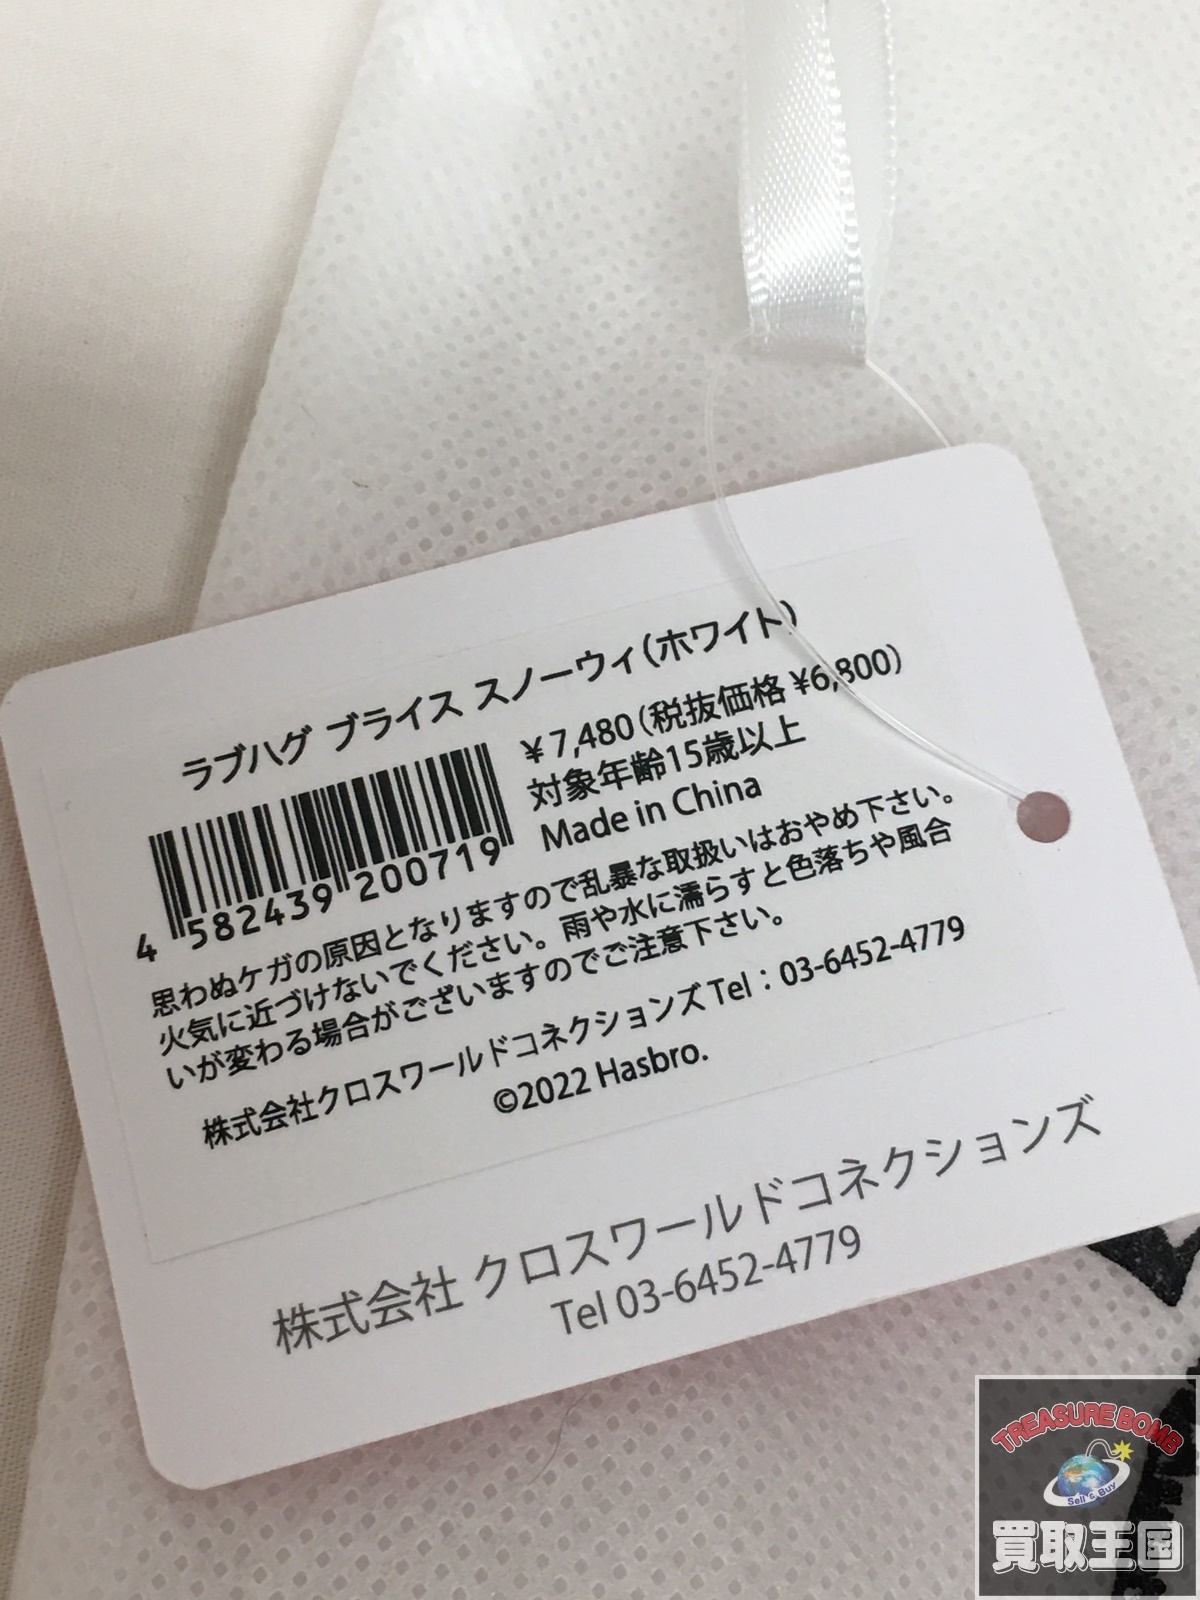 ラブハグ ブライス スノーウィ(ホワイト)
¥7,480(税抜価格 ¥6,800)
対象年齢15歳以上
Made in China
4 582439 200719
思わぬケガの原因となりますので乱暴な取扱いはおやめ下さい。
火気に近づけないでください。雨や水に濡らすと色落ちや風合
いが変わる場合がございますのでご注意下さい。
株式会社クロスワールドコネクションズ Tel:03-6452-4779
©2022 Hasbro.
株式会社 クロスワールドコネクションズ
Tel 03-6452-4779
TREASURE BOMB
Sell & Buy
買取王国